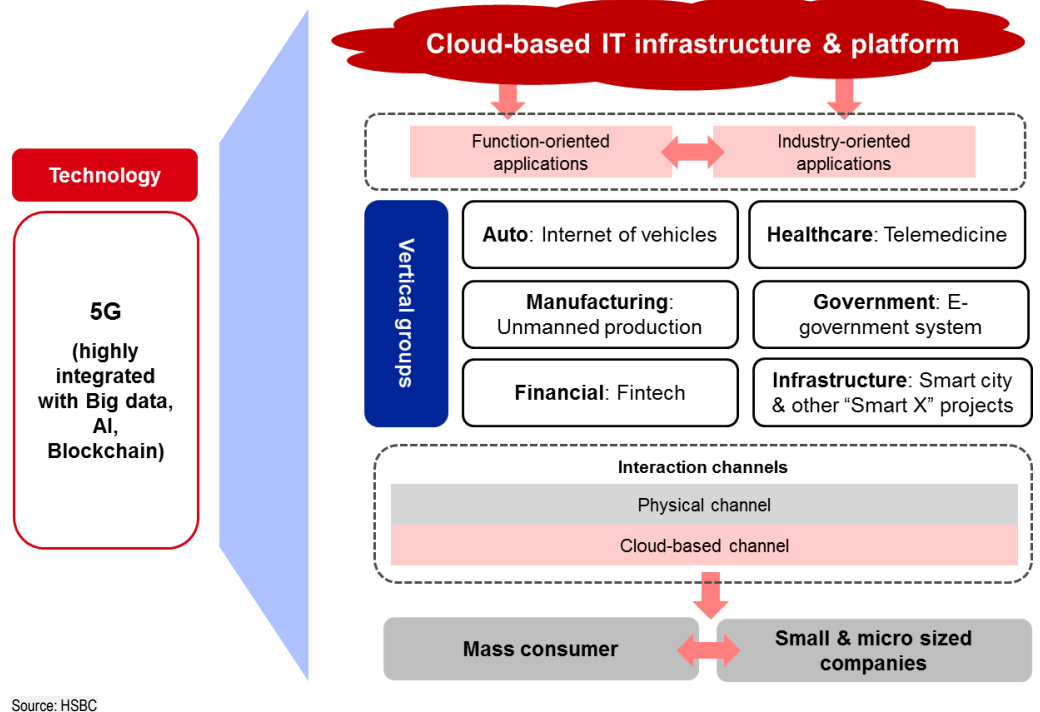 Cloud-based IT infrastructure & platform
Function-oriented
applications
Industry-oriented
applications
Technology
5G
(highly
integrated
with Big data,
AI,
Blockchain)
Vertical groups
Auto: Internet of vehicles
Healthcare: Telemedicine
Manufacturing:
Unmanned production
Government: E-
government system
Financial: Fintech
Infrastructure: Smart city
& other “Smart X” projects
Interaction channels
Physical channel
Cloud-based channel
Mass consumer
Small & micro sized
companies
Source: HSBC